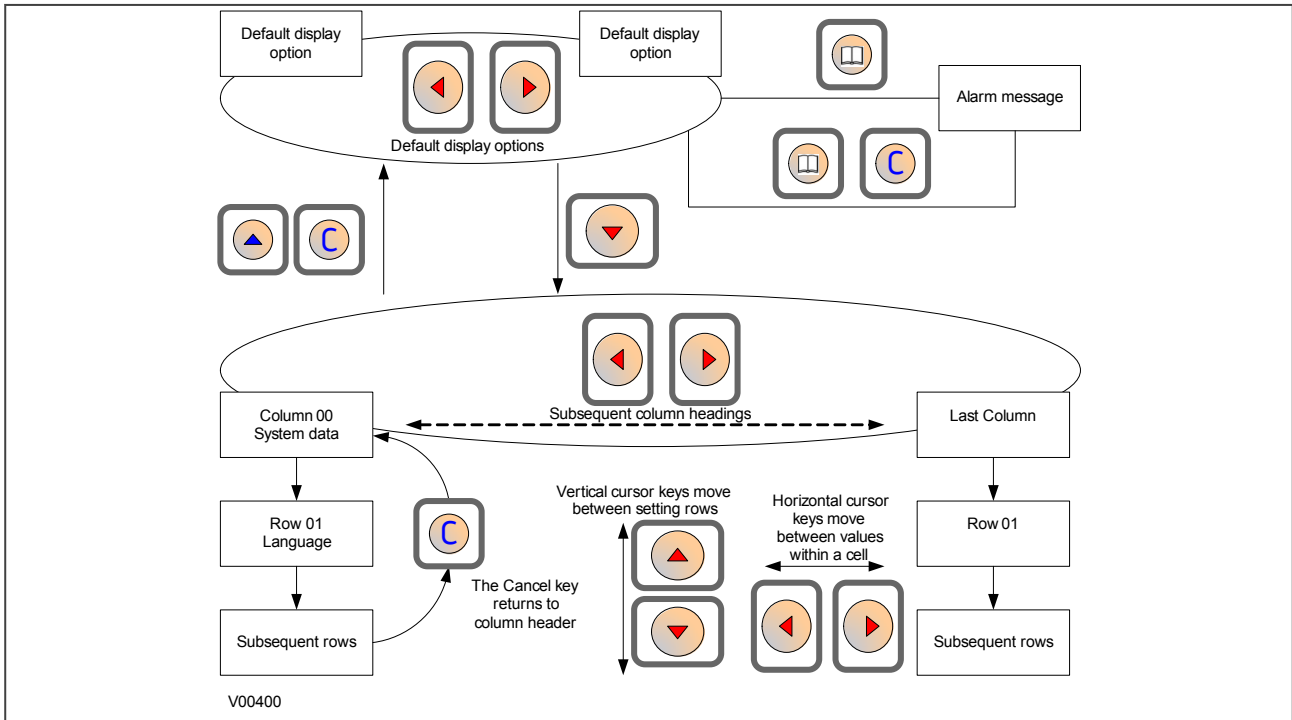 Default display
option
Default display
option
Alarm message
Default display options
C
C
Column 00
System data
Subsequent column headings
Last Column
Row 01
Language
C
The Cancel key
returns to
column header
Vertical cursor keys move
between setting rows
Horizontal cursor
keys move
between values
within a cell
Row 01
Subsequent rows
Subsequent rows
V00400